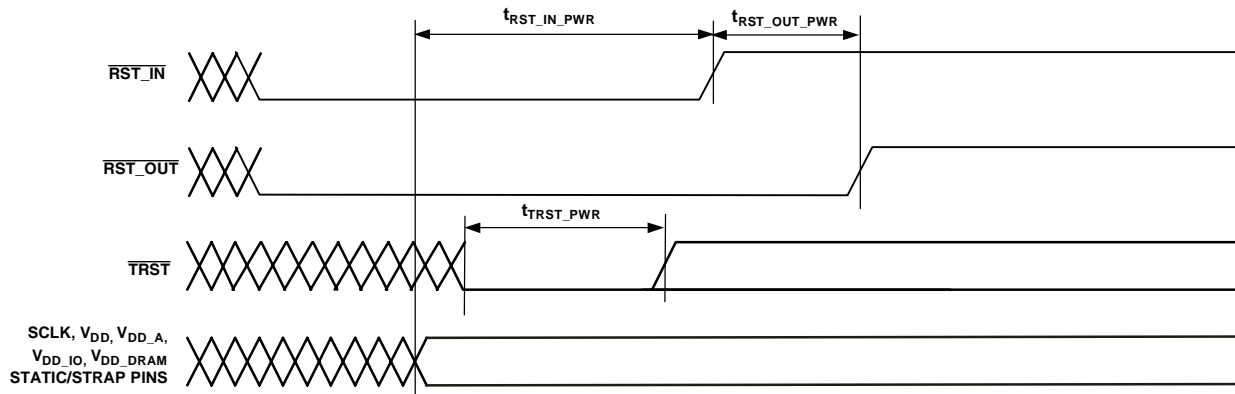 tRST_IN_PWR
tRST_OUT_PWR
RST_IN
RST_OUT
tTRST_PWR
TRST
SCLK, VDD, VDD_A,
VDD_IO, VDD_DRAM
STATIC/STRAP PINS